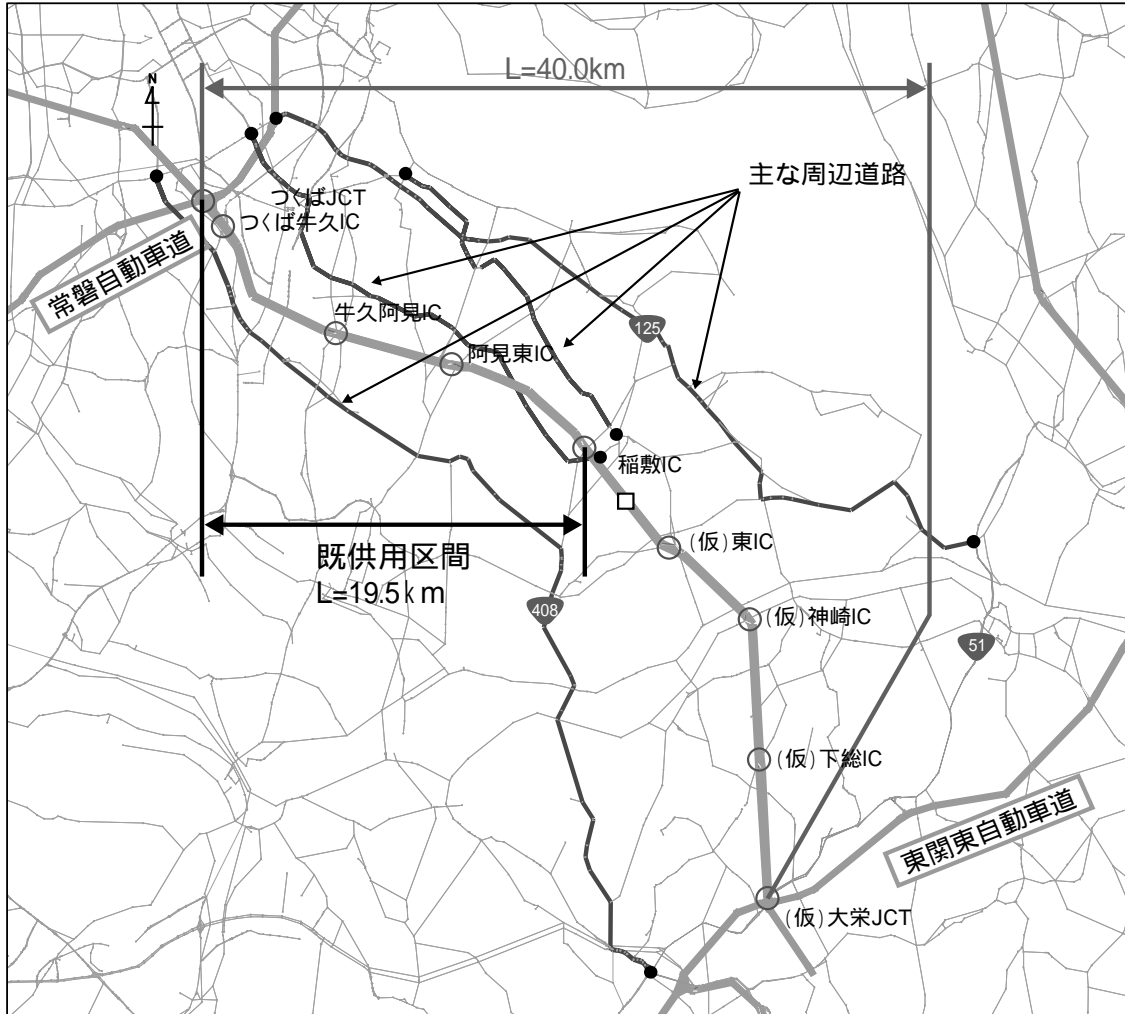 L=40.0km
N
主な周辺道路
つくばJCT
つくば牛久IC
常磐自動車道
牛久阿見IC
125
阿見東IC
稲敷IC
(仮)東IC
既供用区間
L=19.5km
408
(仮)神崎IC
51
(仮)下総IC
東関東自動車道
(仮)大栄JCT